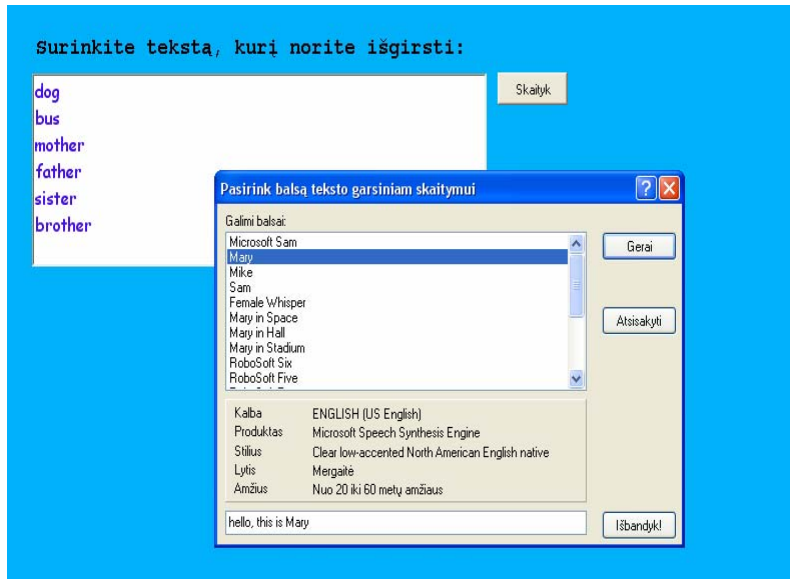 Surinkite tekstą, kurį norite išgirsti:
dog
bus
mother
father
sister
brother
Skaityk
Pasirink balsą teksto garsiniam skaitymui
Galimi balsai:
Microsoft Sam
Mary
Mike
Sam
Female Whisper
Mary in Space
Mary in Hall
Mary in Stadium
RoboSoft Six
RoboSoft Five
Gerai
Atsisakyti
Kalba ENGLISH (US English)
Produktas Microsoft Speech Synthesis Engine
Stilius Clear low-accented North American English native
Lytis Mergaitė
Amžius Nuo 20 iki 60 metų amžiaus
hello, this is Mary
Išbandyk!